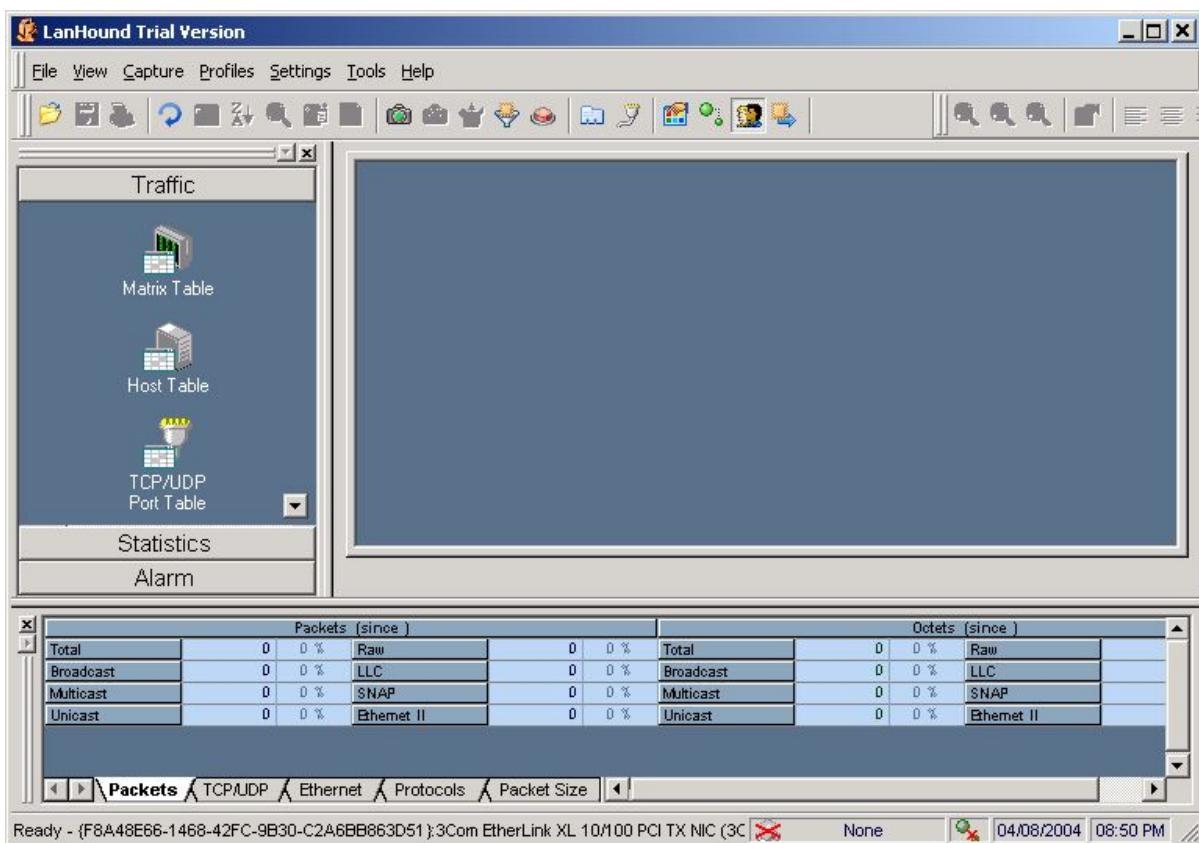 LanHound Trial Version
File View Capture Profiles Settings Tools Help
Traffic
Matrix Table
Host Table
TCP/UDP
Port Table
Statistics
Alarm
Packets (since ) Octets (since )
Total 0 0 % Raw 0 0 % Total 0 0 % Raw
Broadcast 0 0 % LLC 0 0 % Broadcast 0 0 % LLC
Multicast 0 0 % SNAP 0 0 % Multicast 0 0 % SNAP
Unicast 0 0 % Ethernet II 0 0 % Unicast 0 0 % Ethernet II
Packets TCP/UDP Ethernet Protocols Packet Size
Ready - {F8A48E66-1468-42FC-9B30-C2A6BB863D51}:3Com EtherLink XL 10/100 PCI TX NIC (3C None 04/08/2004 08:50 PM